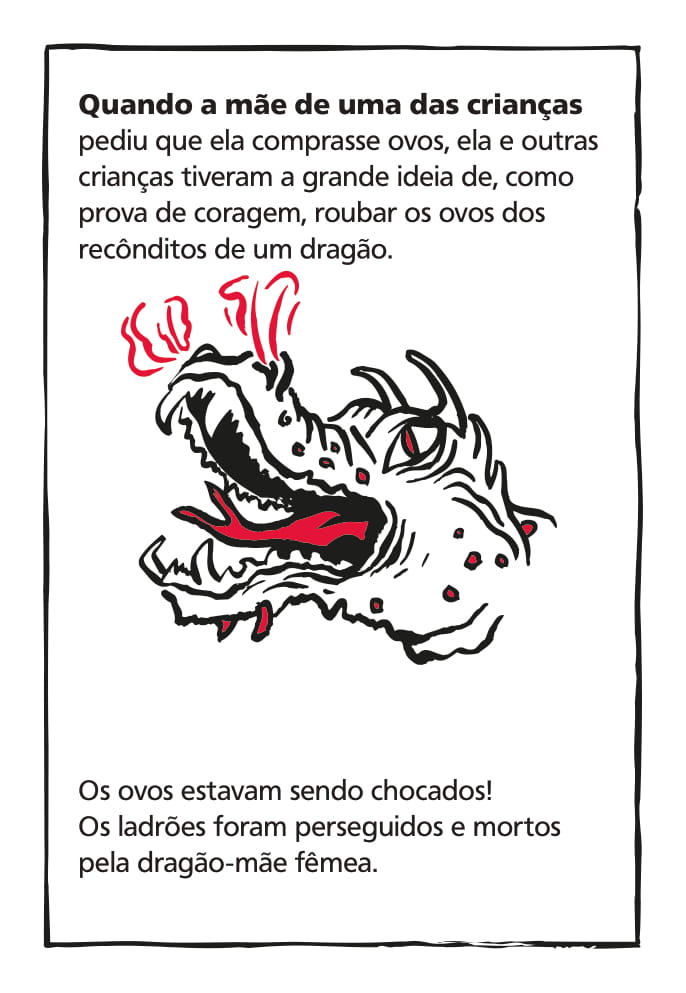 Quando a mãe de uma das crianças
pediu que ela comprasse ovos, ela e outras
crianças tiveram a grande ideia de, como
prova de coragem, roubar os ovos dos
recônditos de um dragão.
Os ovos estavam sendo chocados!
Os ladrões foram perseguidos e mortos
pela dragão-mãe fêmea.